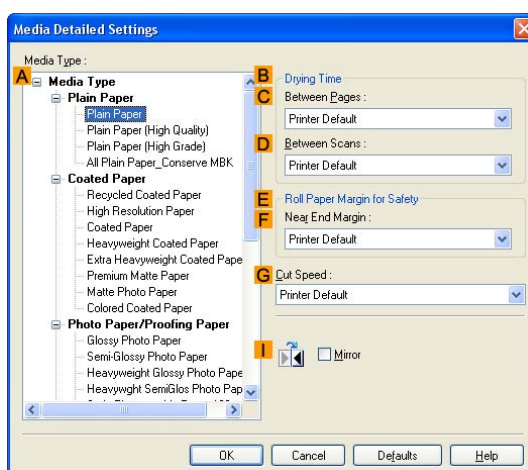 Media Detailed Settings
Media Type :
A
Media Type
Plain Paper
Plain Paper
Plain Paper (High Quality)
Plain Paper (High Grade)
All Plain Paper_Conserve MBK
Coated Paper
Recycled Coated Paper
High Resolution Paper
Coated Paper
Heavyweight Coated Paper
Extra Heavyweight Coated Pape
Premium Matte Paper
Matte Photo Paper
Colored Coated Paper
Photo Paper/Proofing Paper
Glossy Photo Paper
Semi-Glossy Photo Paper
Heavyweight Glossy Photo Pape
Heavywght SemiGlos Photo Pap
B Drying Time
C Between Pages :
Printer Default
D Between Scans :
Printer Default
E Roll Paper Margin for Safety
F Near End Margin :
Printer Default
G Cut Speed :
Printer Default
I Mirror
OK Cancel Defaults Help